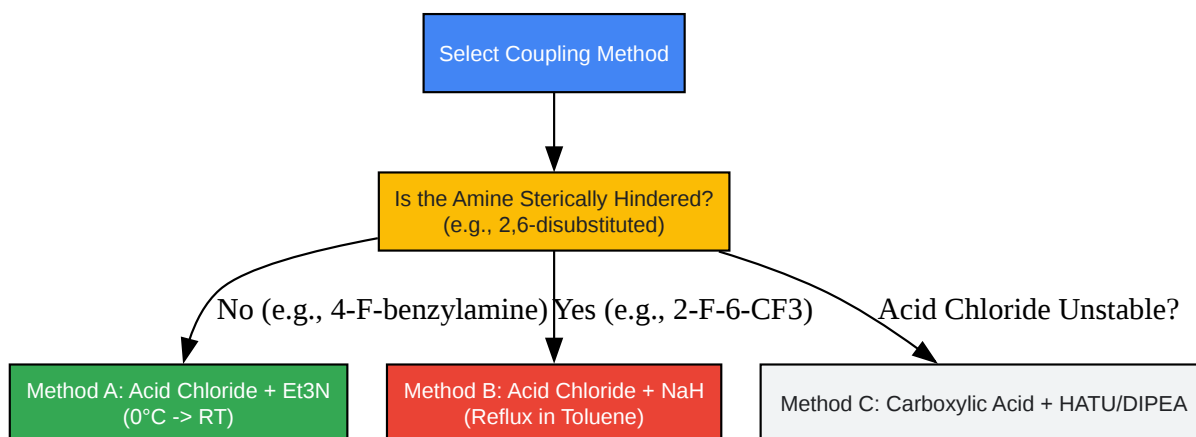 Select Coupling Method
Is the Amine Sterically Hindered?
(e.g., 2,6-disubstituted)
No (e.g., 4-F-benzylamine)
Yes (e.g., 2-F-6-CF3)
Acid Chloride Unstable?
Method A: Acid Chloride + Et3N
(0°C -> RT)
Method B: Acid Chloride + NaH
(Reflux in Toluene)
Method C: Carboxylic Acid + HATU/DIPEA